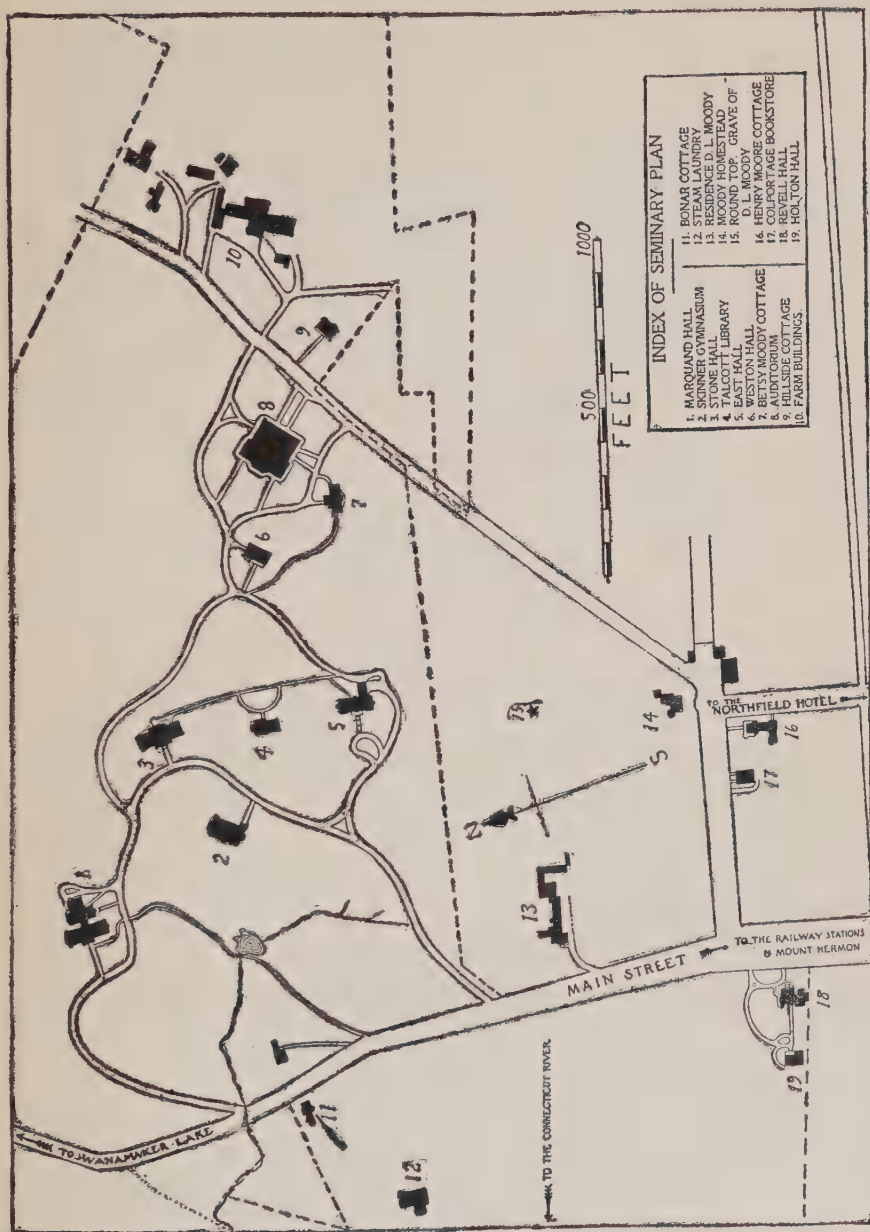 INDEX OF SEMINARY PLAN
1. MARQUAND HALL
2. SKINNER GYMNASIUM
3. STONE HALL
4. TALCOTT LIBRARY
5. EAST HALL
6. WESTON HALL
7. BETSY MOODY COTTAGE
8. AUDITORIUM
9. HILLSIDE COTTAGE
10. FARM BUILDINGS.
11. BONAR COTTAGE
12. STEAM LAUNDRY
13. RESIDENCE D. L. MOODY
14. MOODY HOMESTEAD
15. ROUND TOP. GRAVE OF -
D. L. MOODY
16. HENRY MOORE COTTAGE
17. COLPORTAGE BOOKSTORE
18. REVELL HALL
19. HOLTON HALL
500
1000
FEET
1
2
3
4
5
6
7
8
9
10
11
12
13
14
15
16
17
18
19
N
S
MAIN STREET
TO WANAMAKER LAKE
TO THE CONNECTICUT RIVER
TO THE RAILWAY STATIONS
& MOUNT HERMON
TO THE
NORTHFIELD HOTEL